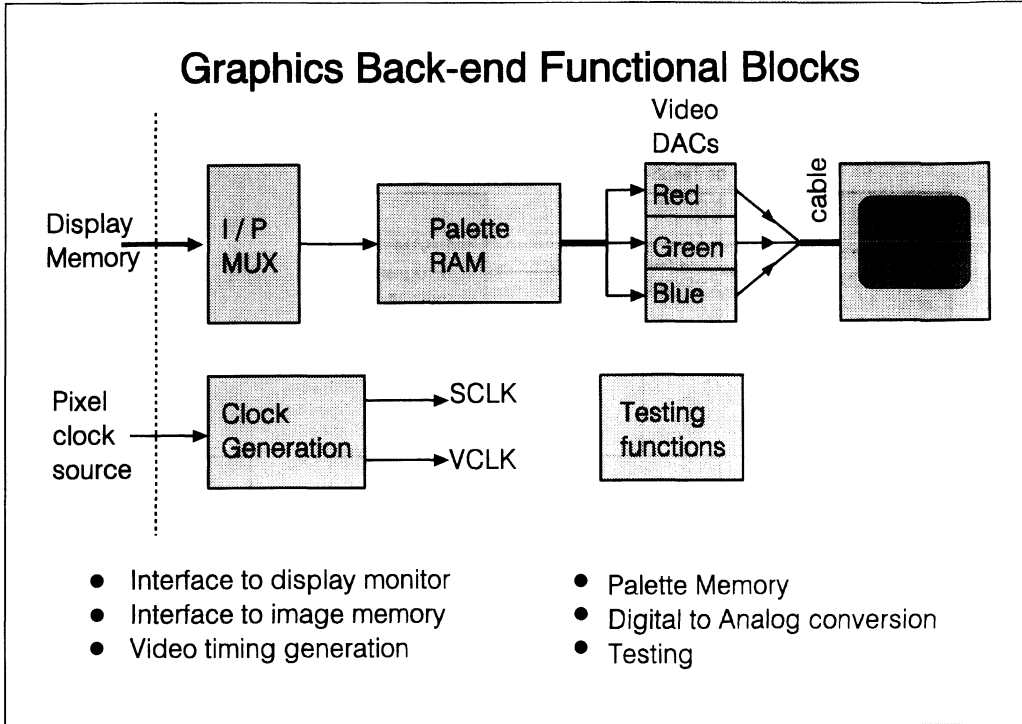 Graphics Back-end Functional Blocks
Video
DACs
Display
Memory
I / P
MUX
Palette
RAM
Red
Green
Blue
cable
Pixel
clock
source
Clock
Generation
SCLK
VCLK
Testing
functions
● Interface to display monitor
● Interface to image memory
● Video timing generation
● Palette Memory
● Digital to Analog conversion
● Testing